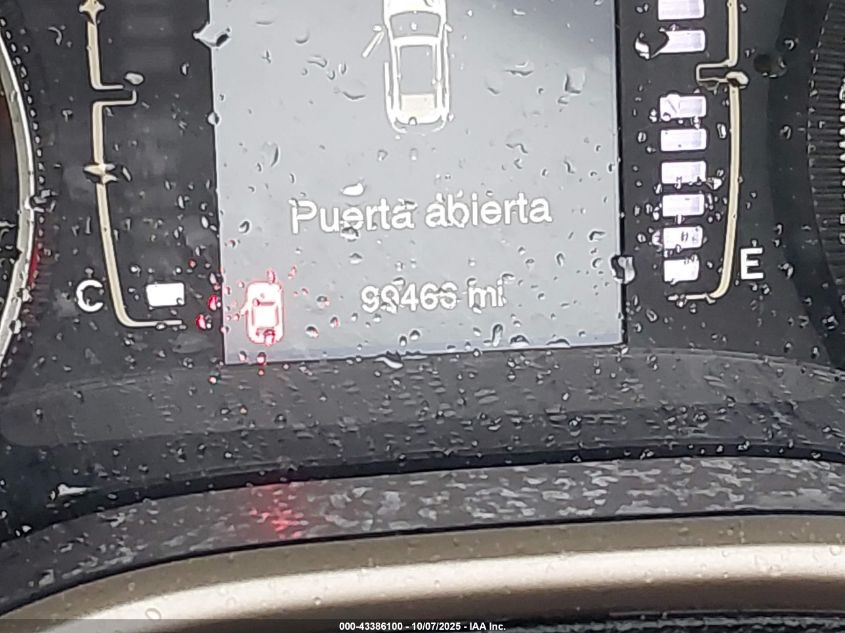 Puerta abierta
C
E
99466 mi
000-43386100 - 10/07/2025 - IAA Inc.